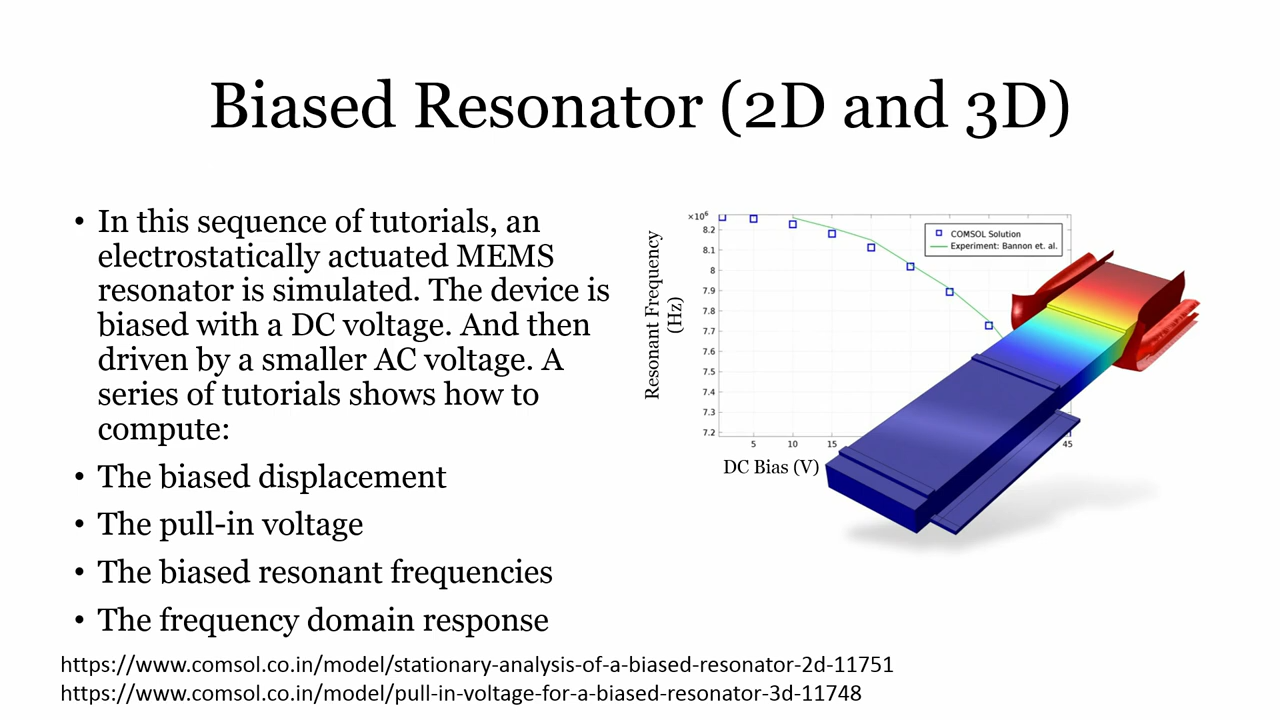 Biased Resonator (2D and 3D)
• In this sequence of tutorials, an
electrostatically actuated MEMS
resonator is simulated. The device is
biased with a DC voltage. And then
driven by a smaller AC voltage. A
series of tutorials shows how to
compute:
• The biased displacement
• The pull-in voltage
• The biased resonant frequencies
• The frequency domain response
Resonant Frequency
(Hz)
×10⁶
8.2
8.1
8
7.9
7.8
7.7
7.6
7.5
7.4
7.3
7.2
COMSOL Solution
Experiment: Bannon et. al.
5 10 15 45
DC Bias (V)
https://www.comsol.co.in/model/stationary-analysis-of-a-biased-resonator-2d-11751
https://www.comsol.co.in/model/pull-in-voltage-for-a-biased-resonator-3d-11748